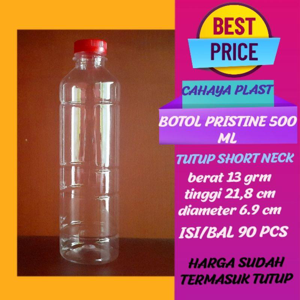 BEST
PRICE
CAHAYA PLAST
BOTOL PRISTINE 500
ML
TUTUP SHORT NECK
berat 13 grm
tinggi 21,8 cm
diameter 6.9 cm
ISI/BAL 90 PCS
HARGA SUDAH
TERMASUK TUTUP